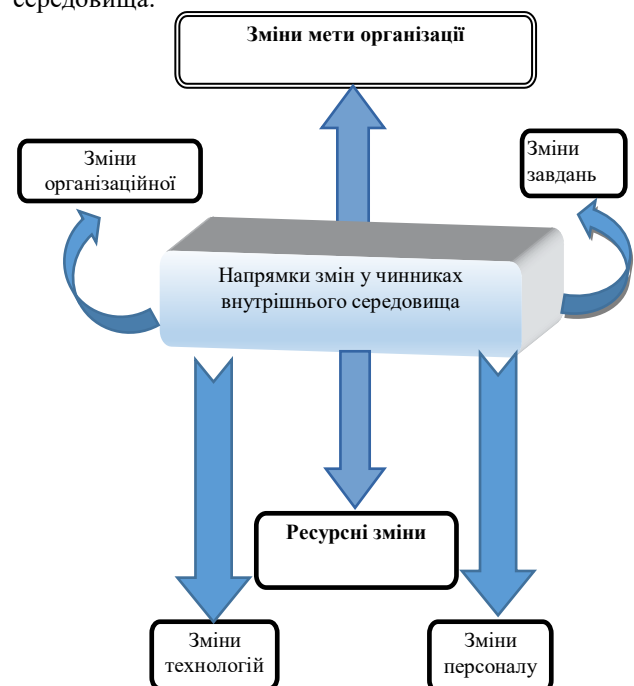 середовища.
Зміни мети організації
Зміни
організаційної
Зміни
завдань
Напрямки змін у чинниках
внутрішнього середовища
Ресурсні зміни
Зміни
технологій
Зміни
персоналу